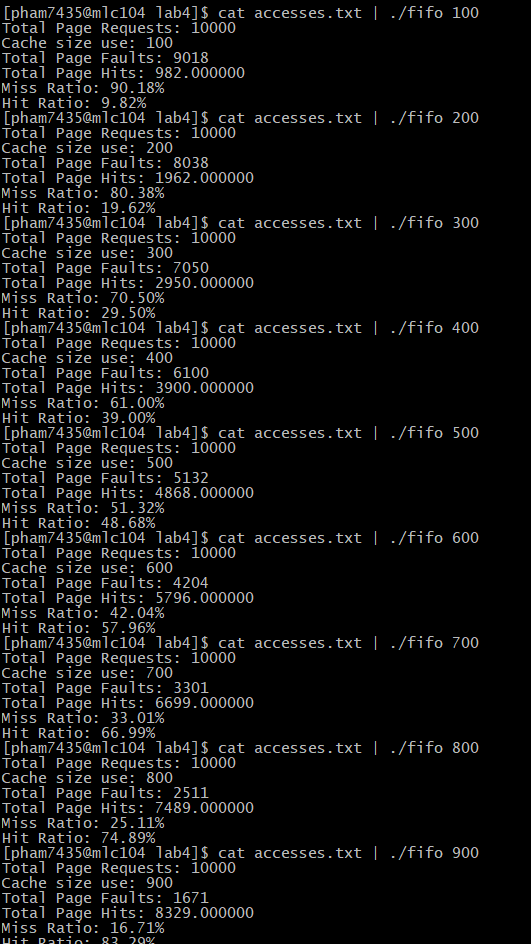 [pham7435@mlc104 lab4]$ cat accesses.txt | ./fifo 100
Total Page Requests: 10000
Cache size use: 100
Total Page Faults: 9018
Total Page Hits: 982.000000
Miss Ratio: 90.18%
Hit Ratio: 9.82%
[pham7435@mlc104 lab4]$ cat accesses.txt | ./fifo 200
Total Page Requests: 10000
Cache size use: 200
Total Page Faults: 8038
Total Page Hits: 1962.000000
Miss Ratio: 80.38%
Hit Ratio: 19.62%
[pham7435@mlc104 lab4]$ cat accesses.txt | ./fifo 300
Total Page Requests: 10000
Cache size use: 300
Total Page Faults: 7050
Total Page Hits: 2950.000000
Miss Ratio: 70.50%
Hit Ratio: 29.50%
[pham7435@mlc104 lab4]$ cat accesses.txt | ./fifo 400
Total Page Requests: 10000
Cache size use: 400
Total Page Faults: 6100
Total Page Hits: 3900.000000
Miss Ratio: 61.00%
Hit Ratio: 39.00%
[pham7435@mlc104 lab4]$ cat accesses.txt | ./fifo 500
Total Page Requests: 10000
Cache size use: 500
Total Page Faults: 5132
Total Page Hits: 4868.000000
Miss Ratio: 51.32%
Hit Ratio: 48.68%
[pham7435@mlc104 lab4]$ cat accesses.txt | ./fifo 600
Total Page Requests: 10000
Cache size use: 600
Total Page Faults: 4204
Total Page Hits: 5796.000000
Miss Ratio: 42.04%
Hit Ratio: 57.96%
[pham7435@mlc104 lab4]$ cat accesses.txt | ./fifo 700
Total Page Requests: 10000
Cache size use: 700
Total Page Faults: 3301
Total Page Hits: 6699.000000
Miss Ratio: 33.01%
Hit Ratio: 66.99%
[pham7435@mlc104 lab4]$ cat accesses.txt | ./fifo 800
Total Page Requests: 10000
Cache size use: 800
Total Page Faults: 2511
Total Page Hits: 7489.000000
Miss Ratio: 25.11%
Hit Ratio: 74.89%
[pham7435@mlc104 lab4]$ cat accesses.txt | ./fifo 900
Total Page Requests: 10000
Cache size use: 900
Total Page Faults: 1671
Total Page Hits: 8329.000000
Miss Ratio: 16.71%
Hit Ratio: 83.29%